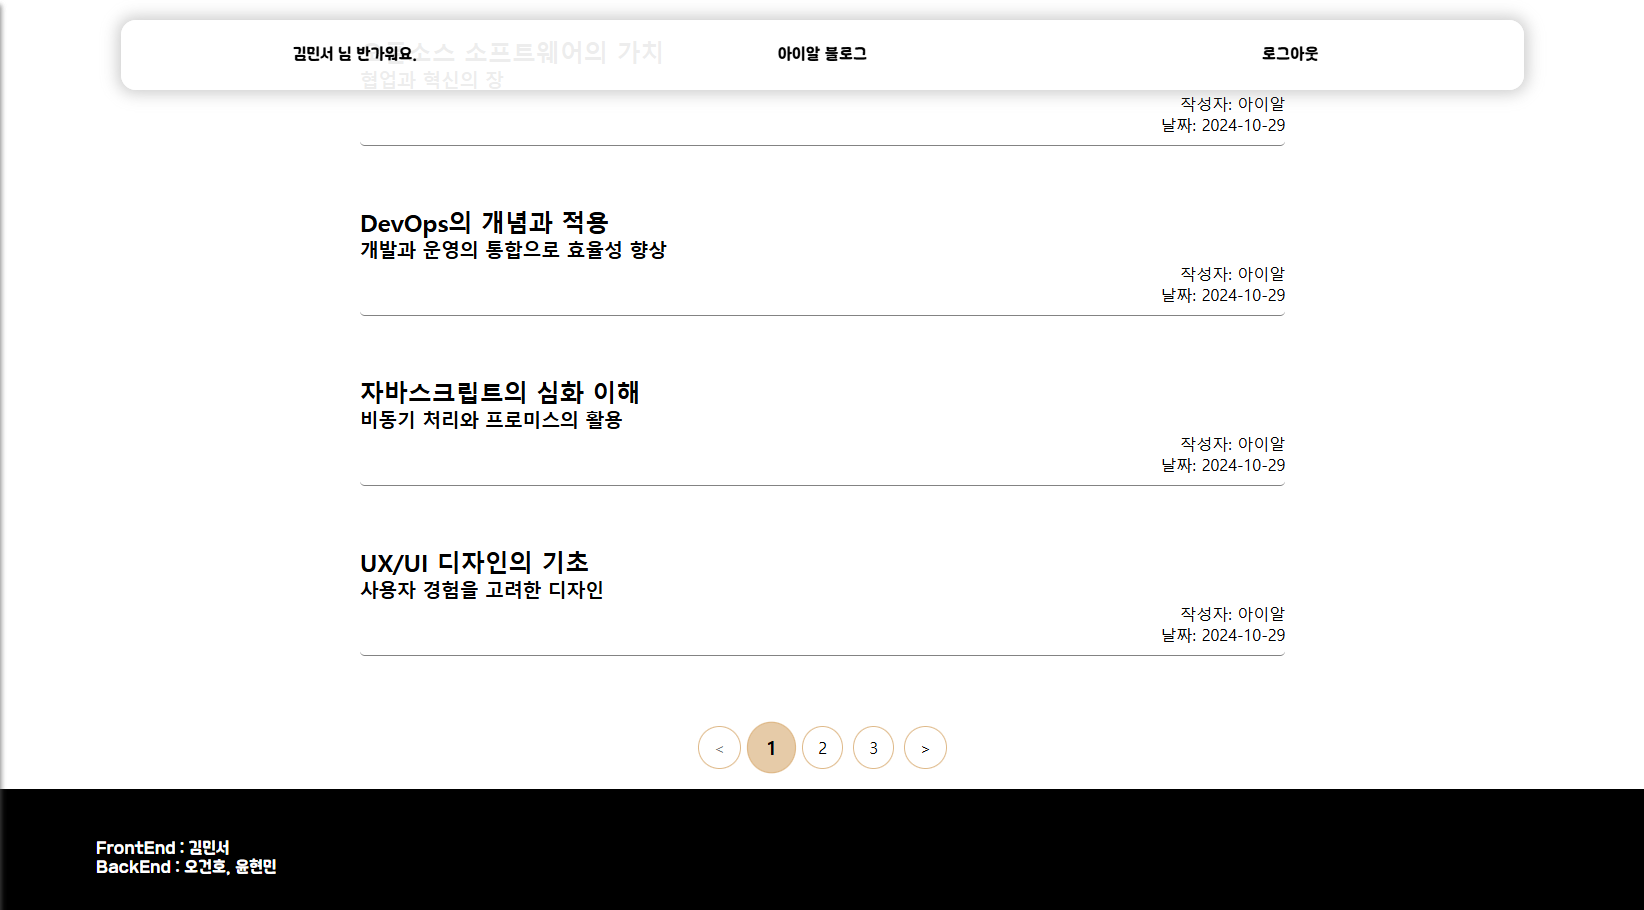 김민서 님 반가워요.
아이알 블로그
로그아웃
소스 소프트웨어의 가치
협업과 혁신의 장
작성자: 아이알
날짜: 2024-10-29
DevOps의 개념과 적용
개발과 운영의 통합으로 효율성 향상
작성자: 아이알
날짜: 2024-10-29
자바스크립트의 심화 이해
비동기 처리와 프로미스의 활용
작성자: 아이알
날짜: 2024-10-29
UX/UI 디자인의 기초
사용자 경험을 고려한 디자인
작성자: 아이알
날짜: 2024-10-29
< 1 2 3 >
FrontEnd : 김민서
BackEnd : 오건호, 윤현민